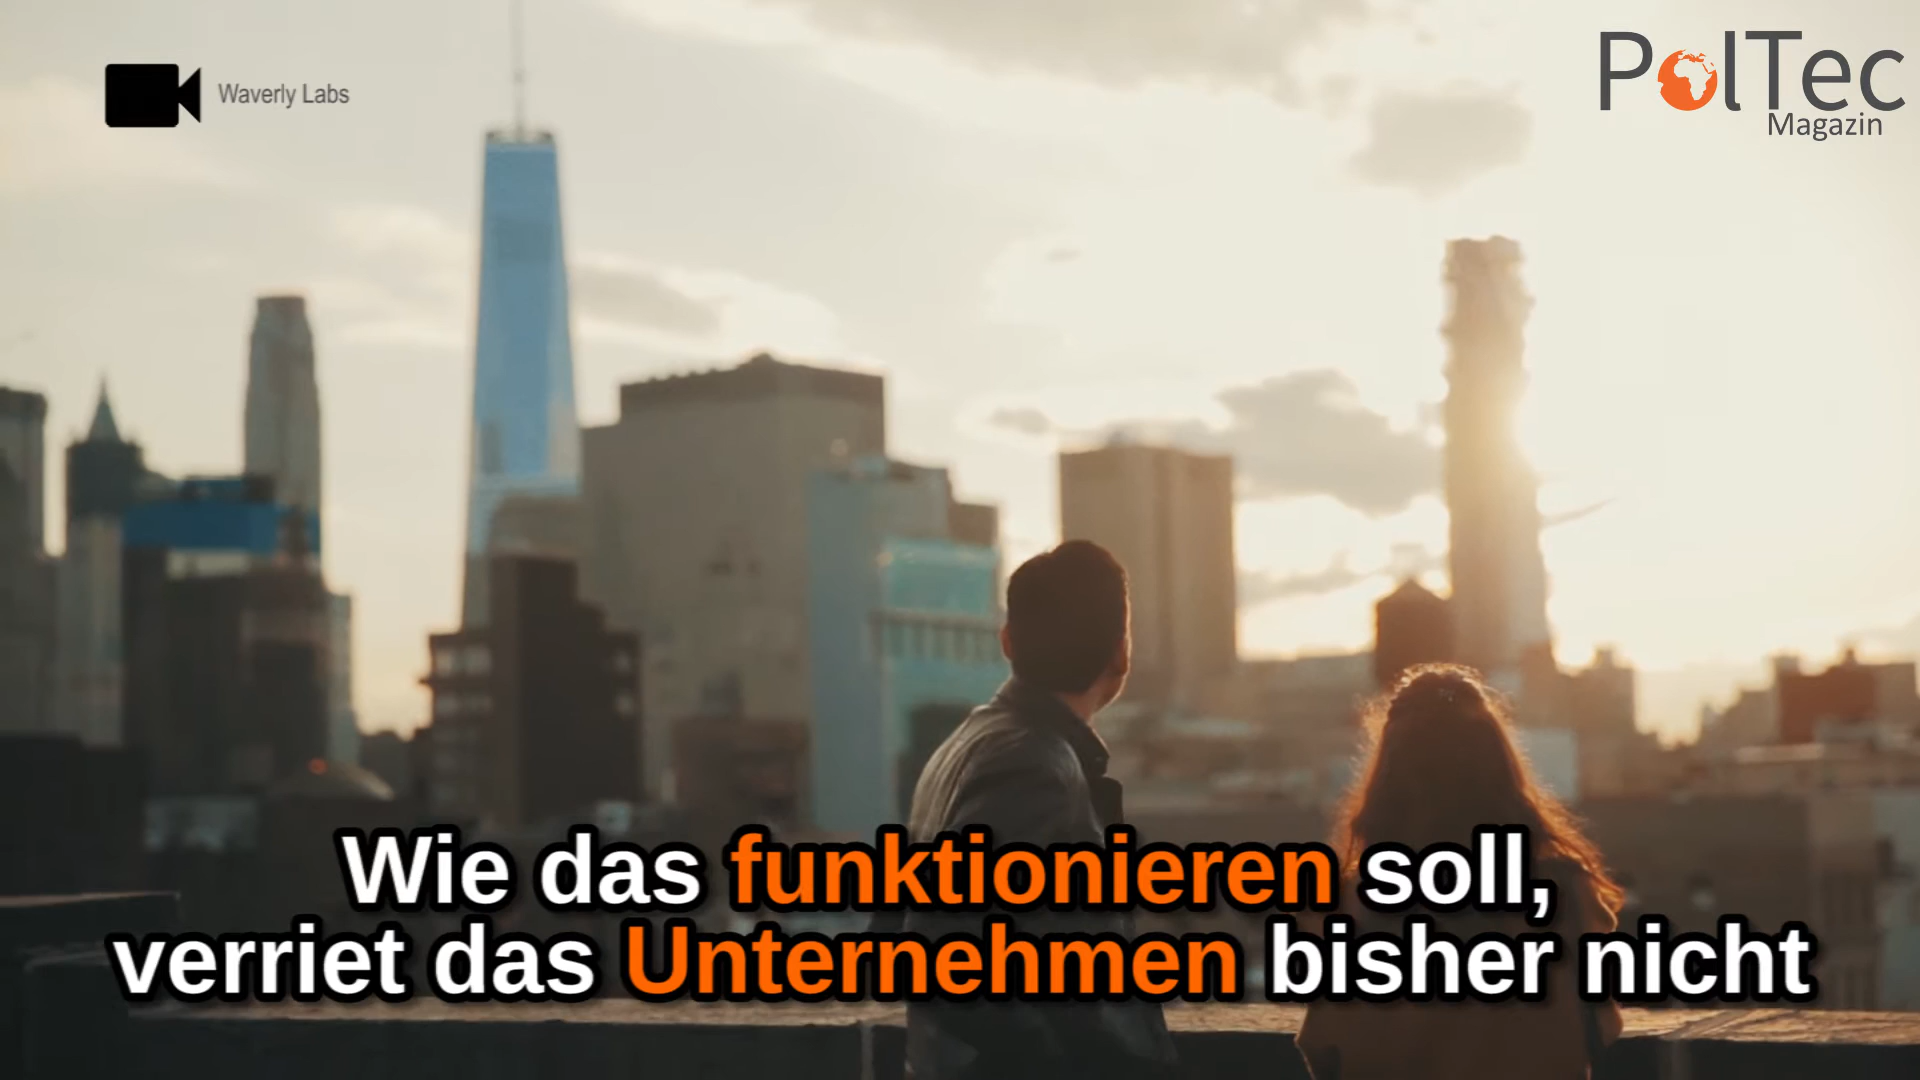 Waverly Labs
PolTec
Magazin
Wie das funktionieren soll,
verriet das Unternehmen bisher nicht